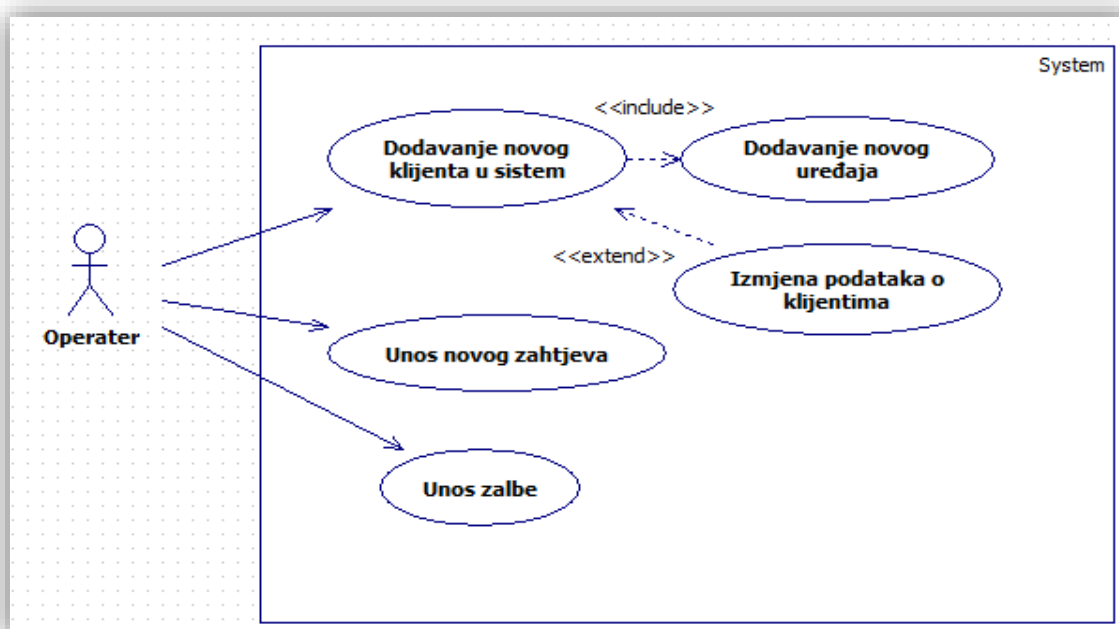 System
<<include>>
Dodavanje novog
klijenta u sistem
Dodavanje novog
uređaja
<<extend>>
Izmjena podataka o
klijentima
Operater
Unos novog zahtjeva
Unos zalbe